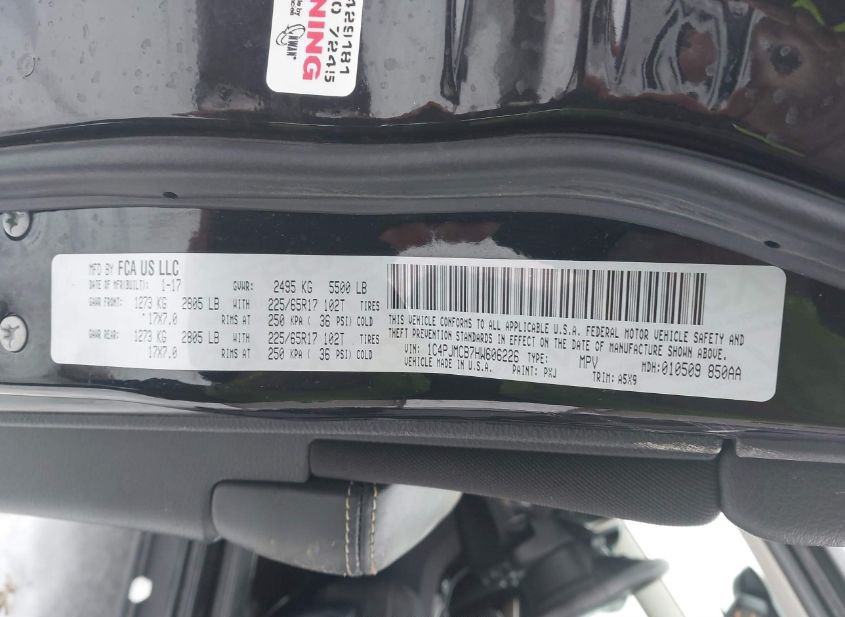 129181
7245
NING
MFD BY FCA US LLC
DATE OF MFR(BUILT): 1-17 GVWR: 2495 KG 5500 LB
GAWR FRONT: 1273 KG 2805 LB WITH 225/65R17 102T TIRES
17X7.0 RIMS AT 250 KPA ( 36 PSI) COLD
GAWR REAR: 1273 KG 2805 LB WITH 225/65R17 102T TIRES
17X7.0 RIMS AT 250 KPA ( 36 PSI) COLD
THIS VEHICLE CONFORMS TO ALL APPLICABLE U.S.A. FEDERAL MOTOR VEHICLE SAFETY AND
THEFT PREVENTION STANDARDS IN EFFECT ON THE DATE OF MANUFACTURE SHOWN ABOVE.
VIN: 1C4PJMCB7HW606226 TYPE: MPV MDH:010509 850AA
VEHICLE MADE IN U.S.A. PAINT: PXJ TRIM: A5X9